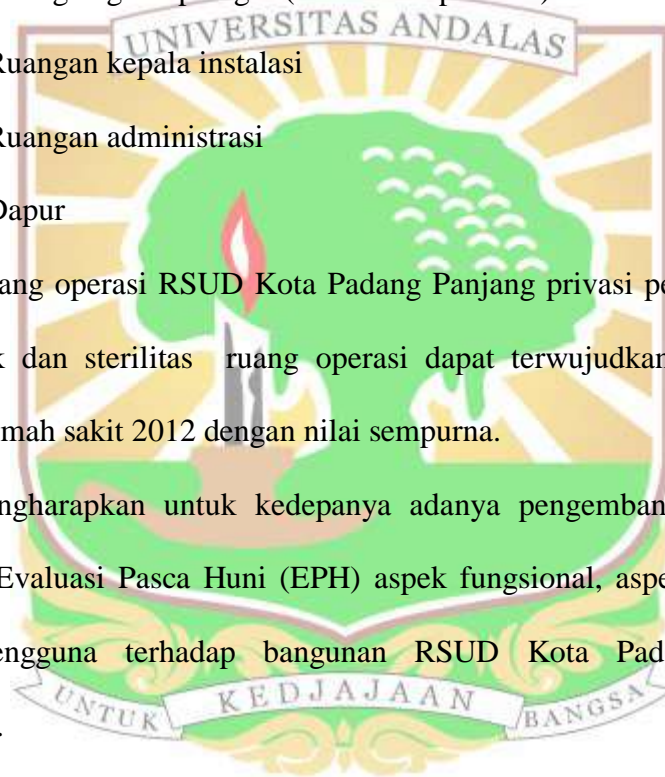 UNIVERSITAS ANDALAS
Ruangan kepala instalasi
Ruangan administrasi
Dapur
ang operasi RSUD Kota Padang Panjang privasi pe
k dan sterilitas ruang operasi dapat terwujudkan
mah sakit 2012 dengan nilai sempurna.
ngharapkan untuk kedepanya adanya pengemban
Evaluasi Pasca Huni (EPH) aspek fungsional, aspe
engguna terhadap bangunan RSUD Kota Pad
UNTUK KEDJAJAAN BANGSA
.